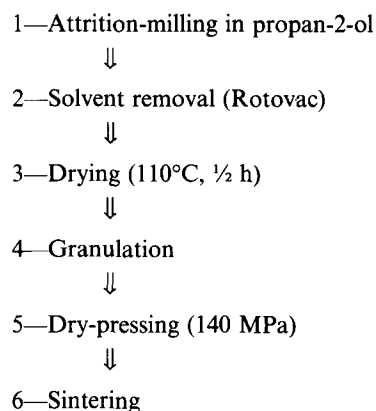 1—Attrition-milling in propan-2-ol
⇓
2—Solvent removal (Rotovac)
⇓
3—Drying (110°C, ½ h)
⇓
4—Granulation
⇓
5—Dry-pressing (140 MPa)
⇓
6—Sintering